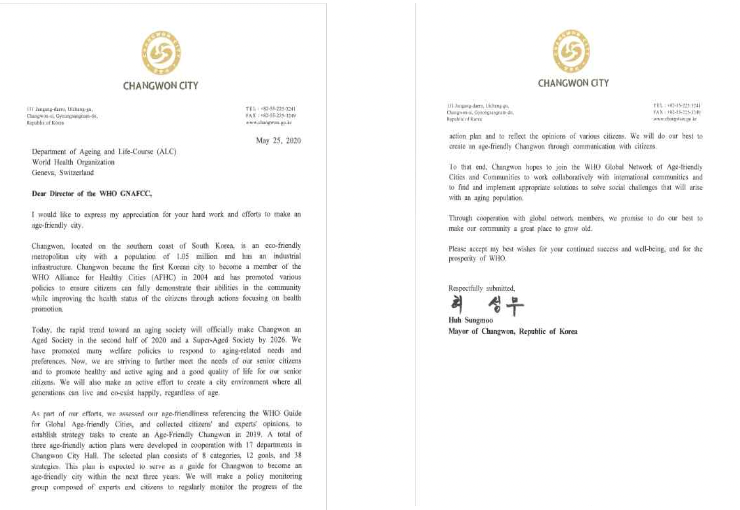 CHANGWON CITY
111 Jungang-daero, Uichang-gu,
Changwon-si, Gyeongsangnam-do,
Republic of Korea
TEL : +82-55-225-3241
FAX : +82-55-225-
www.changwon.go.kr
May 25, 2020
Department of Ageing and Life-Course (ALC)
World Health Organization
Geneva, Switzerland
Dear Director of the WHO GNAFCC,
I would like to express my appreciation for your hard work and efforts to make an
age-friendly city.
Changwon, located on the southern coast of South Korea, is an eco-friendly
metropolitan city with a population of 1.05 million and has an industrial
infrastructure. Changwon became the first Korean city to become a member of the
WHO Alliance for Healthy Cities (AFHC) in 2004 and has promoted various
policies to ensure citizens can fully demonstrate their abilities in the community
while improving the health status of the citizens through actions focusing on health
promotion.
Today, the rapid trend toward an aging society will officially make Changwon an
Aged Society in the second half of 2020 and a Super-Aged Society by 2026. We
have promoted many welfare policies to respond to aging-related needs and
preferences. Now, we are striving to further meet the needs of our senior citizens
and to promote healthy and active aging and a good quality of life for our senior
citizens. We will also make an active effort to create a city environment where all
generations can live and co-exist happily, regardless of age.
As part of our efforts, we assessed our age-friendliness referencing the WHO Guide
for Global Age-friendly Cities, and collected citizens' and experts' opinions, to
establish strategy tasks to create an Age-Friendly Changwon in 2019. A total of
three age-friendly action plans were developed in cooperation with 17 departments in
Changwon City Hall. The selected plan consists of 8 categories, 12 goals, and 38
strategies. This plan is expected to serve as a guide for Changwon to become an
age-friendly city within the next three years. We will make a policy monitoring
group composed of experts and citizens to regularly monitor the progress of the
CHANGWON CITY
111 Jungang-daero, Uichang-gu,
Changwon-si, Gyeongsangnam-do,
Republic of Korea
TEL : +82-55-225-3241
FAX : +82-55-225-
www.changwon.go.kr
action plan and to reflect the opinions of various citizens. We will do our best to
create an age-friendly Changwon through communication with citizens.
To that end, Changwon hopes to join the WHO Global Network of Age-friendly
Cities and Communities to work collaboratively with international communities and
to find and implement appropriate solutions to solve social challenges that will arise
with an aging population.
Through cooperation with global network members, we promise to do our best to
make our community a great place to grow old.
Please accept my best wishes for your continued success and well-being, and for the
prosperity of WHO.
Respectfully submitted,
허 성무
Huh Sungmoo
Mayor of Changwon, Republic of Korea